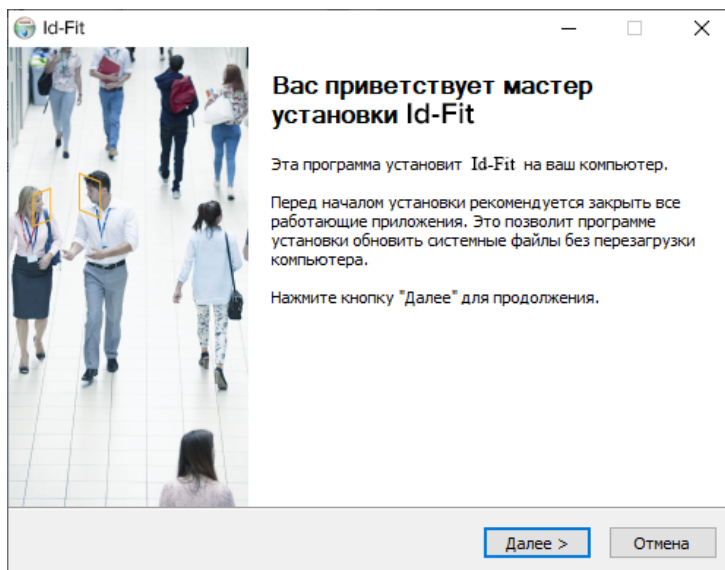 Id-Fit
Вас приветствует мастер
установки Id-Fit
Эта программа установит Id-Fit на ваш компьютер.
Перед началом установки рекомендуется закрыть все
работающие приложения. Это позволит программе
установки обновить системные файлы без перезагрузки
компьютера.
Нажмите кнопку "Далее" для продолжения.
Далее >
Отмена